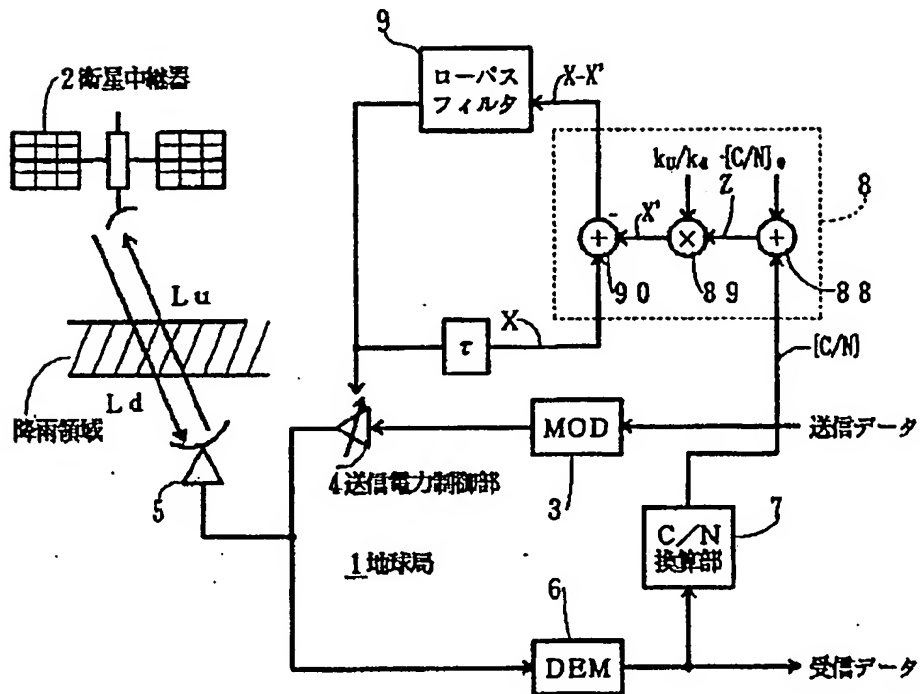 9
2衛星中継器
ローパス
フィルタ
X-X'
kU/kd
-[C/N]。
8
Z
X'
-
+
×
+
90
89
88
Lu
X
τ
[C/N]
Ld
降雨領域
MOD
送信データ
4送信電力制御部
3
5
C/N
換算部
7
1地球局
6
DEM
受信データ